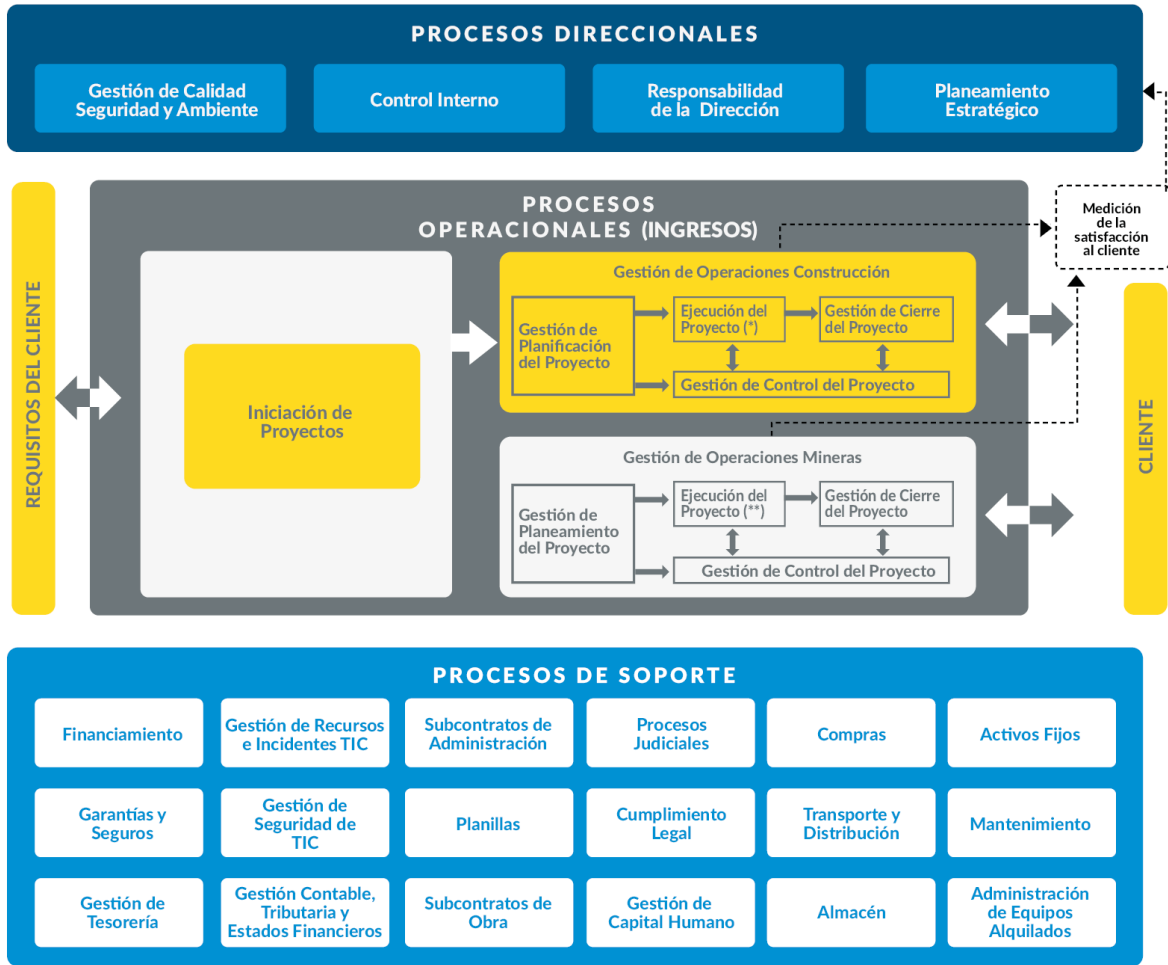 PROCESOS DIRECCIONALES
Gestión de Calidad
Seguridad y Ambiente
Control Interno
Responsabilidad
de la Dirección
Planeamiento
Estratégico
REQUISITOS DEL CLIENTE
PROCESOS
OPERACIONALES (INGRESOS)
Medición
de la
satisfacción
al cliente
Iniciación de
Proyectos
Gestión de Operaciones Construcción
Gestión de
Planificación
del Proyecto
Ejecución del
Proyecto (*)
Gestión de Cierre
del Proyecto
Gestión de Control del Proyecto
Gestión de Operaciones Mineras
Gestión de
Planeamiento
del Proyecto
Ejecución del
Proyecto (**)
Gestión de Cierre
del Proyecto
Gestión de Control del Proyecto
CLIENTE
PROCESOS DE SOPORTE
Financiamiento
Gestión de Recursos
e Incidentes TIC
Subcontratos de
Administración
Procesos
Judiciales
Compras
Activos Fijos
Garantías y
Seguros
Gestión de
Seguridad de
TIC
Planillas
Cumplimiento
Legal
Transporte y
Distribución
Mantenimiento
Gestión de
Tesorería
Gestión Contable,
Tributaria y
Estados Financieros
Subcontratos de
Obra
Gestión de
Capital Humano
Almacén
Administración
de Equipos
Alquilados